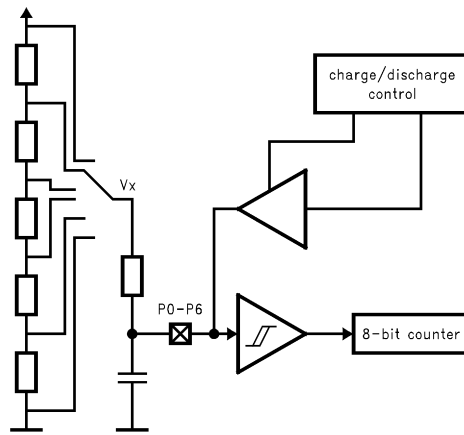 charge/discharge
control
Vx
P0-P6
8-bit counter